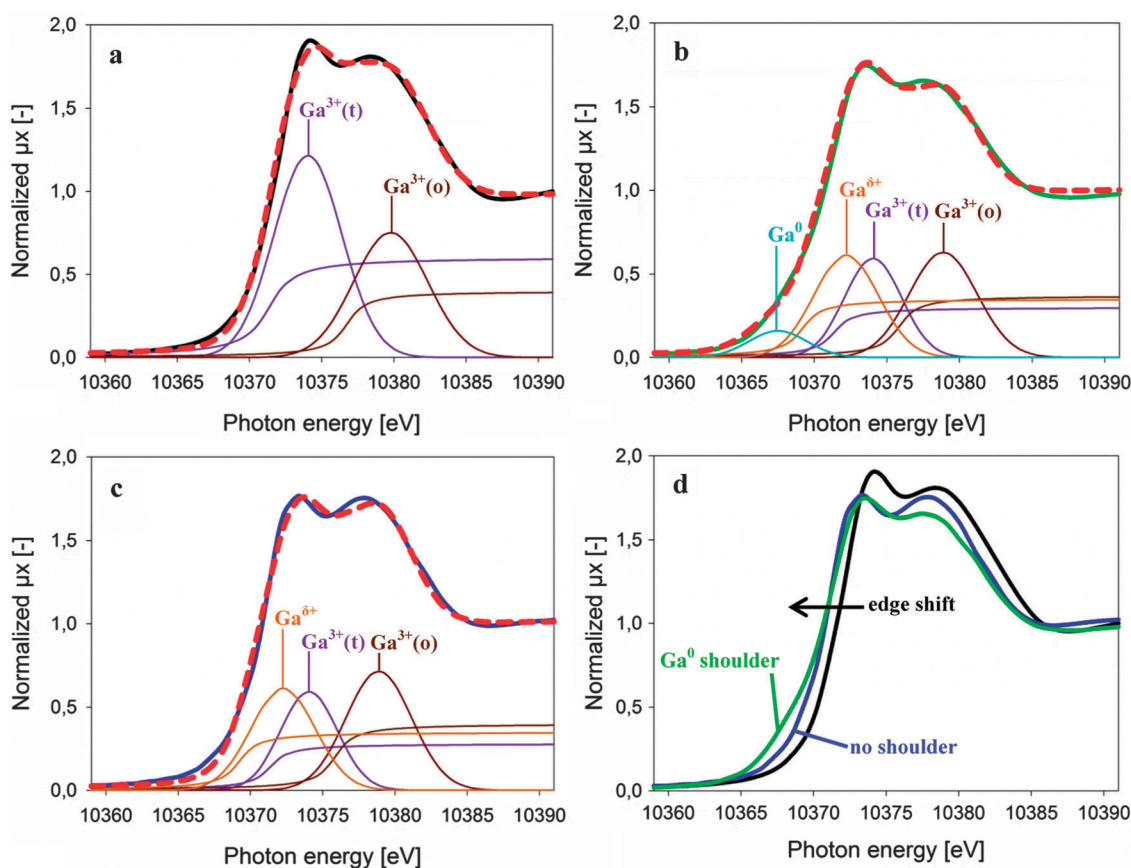 a
2,0
1,5
1,0
0,5
0,0
Normalized μx [-]
Ga³⁺(t)
Ga³⁺(o)
10360 10365 10370 10375 10380 10385 10390
Photon energy [eV]
b
2,0
1,5
1,0
0,5
0,0
Normalized μx [-]
Ga⁰
Gaᵟ⁺
Ga³⁺(t)
Ga³⁺(o)
10360 10365 10370 10375 10380 10385 10390
Photon energy [eV]
c
2,0
1,5
1,0
0,5
0,0
Normalized μx [-]
Gaᵟ⁺
Ga³⁺(t)
Ga³⁺(o)
10360 10365 10370 10375 10380 10385 10390
Photon energy [eV]
d
2,0
1,5
1,0
0,5
0,0
Normalized μx [-]
edge shift
Ga⁰ shoulder
no shoulder
10360 10365 10370 10375 10380 10385 10390
Photon energy [eV]